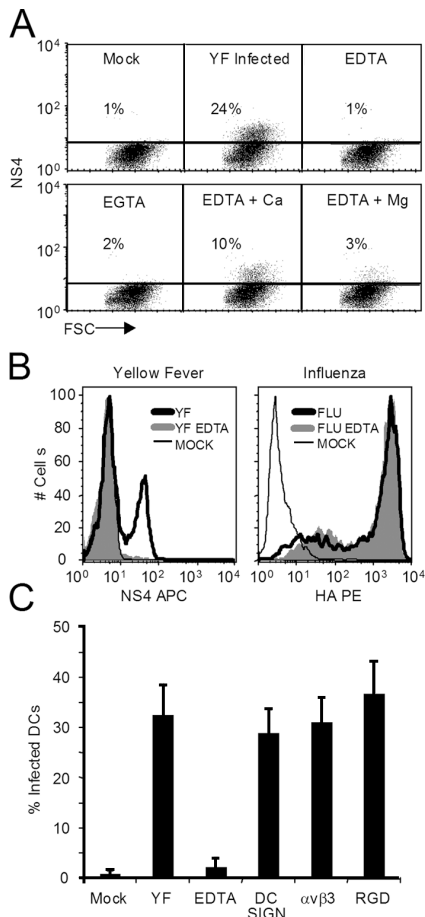 A
Mock
YF Infected
EDTA
10⁴
1%
24%
1%
10²
10⁰
NS4
EGTA
EDTA + Ca
EDTA + Mg
10⁴
2%
10%
3%
10²
10⁰
FSC
B
Yellow Fever
Influenza
100
80
60
40
20
0
# Cell s
YF
YF EDTA
MOCK
FLU
FLU EDTA
MOCK
10⁰ 10¹ 10² 10³ 10⁴
10⁰ 10¹ 10² 10³ 10⁴
NS4 APC
HA PE
C
50
40
30
20
10
0
% Infected DCs
Mock
YF
EDTA
DC
SIGN
αvβ3
RGD